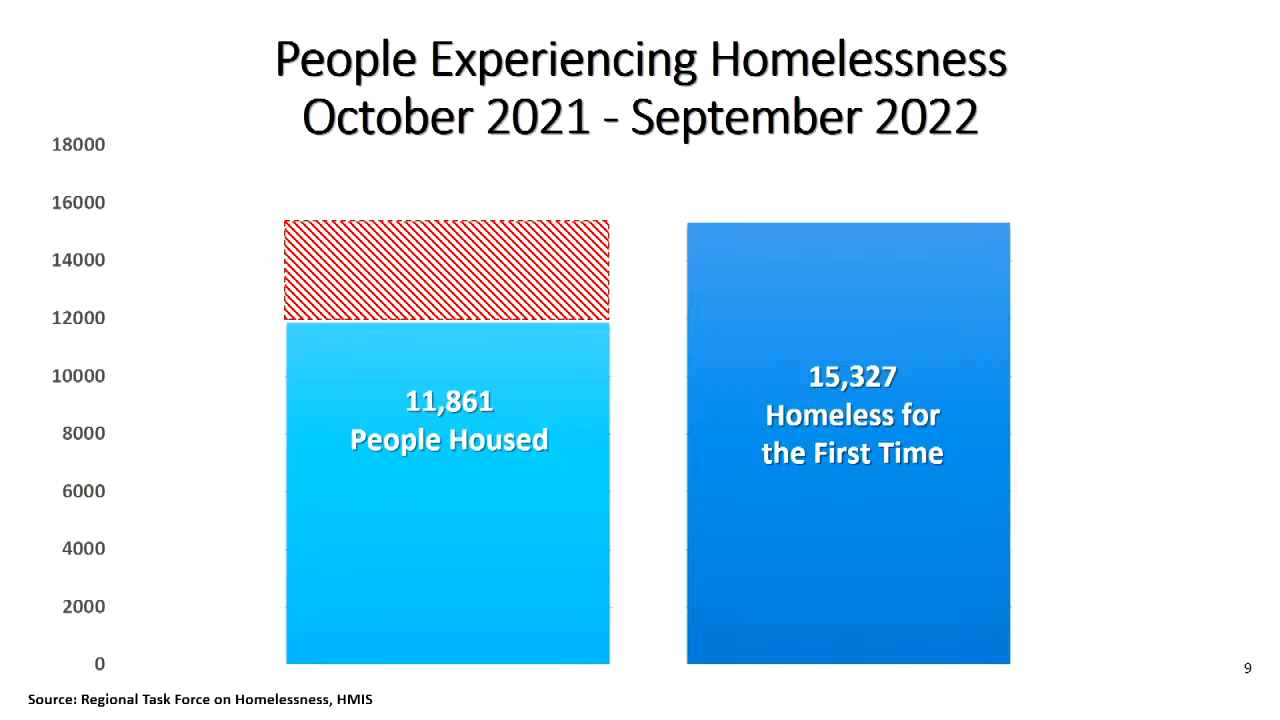 People Experiencing Homelessness
October 2021 - September 2022
18000
16000
14000
12000
10000
8000
6000
4000
2000
0
11,861
People Housed
15,327
Homeless for
the First Time
9
Source: Regional Task Force on Homelessness, HMIS